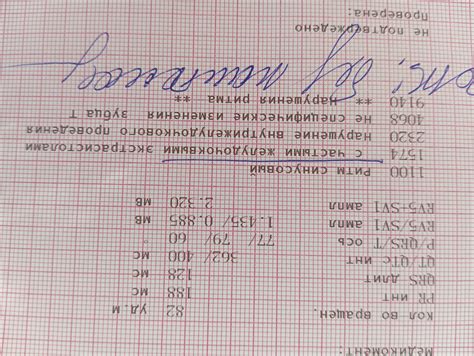 МЕДИКОМЕНТ:
КОЛ ВО ВРАЩЕН. 82 УД.М
PR ИНТ 188 МС
QRS ДЛИТ 128 МС
QT/QTc ИНТ 362/ 400 МС
P/QRS/T ОСЬ 77/ 79/ 60 °
RV5/SV1 АМПЛ 1.435/ 0.885 МВ
RV5-SV1 АМПЛ 2.320 МВ
1100 РИТМ СИНУСОВЫЙ
1574 С ЧАСТЫМИ ЖЕЛУДОЧКОВЫМИ ЭКСТРАСИСТОЛАМИ
2320 НАРУШЕНИЕ ВНУТРИЖЕЛУДОЧКОВОГО ПРОВЕДЕНИЯ
4068 НЕ СПЕЦИФИЧЕСКИЕ ИЗМЕНЕНИЯ ЗУБЦА Т
9140 ** НАРУШЕНИЯ РИТМА **
НЕ ПОДТВЕРЖДЕНО
ПРОВЕРЕНА: